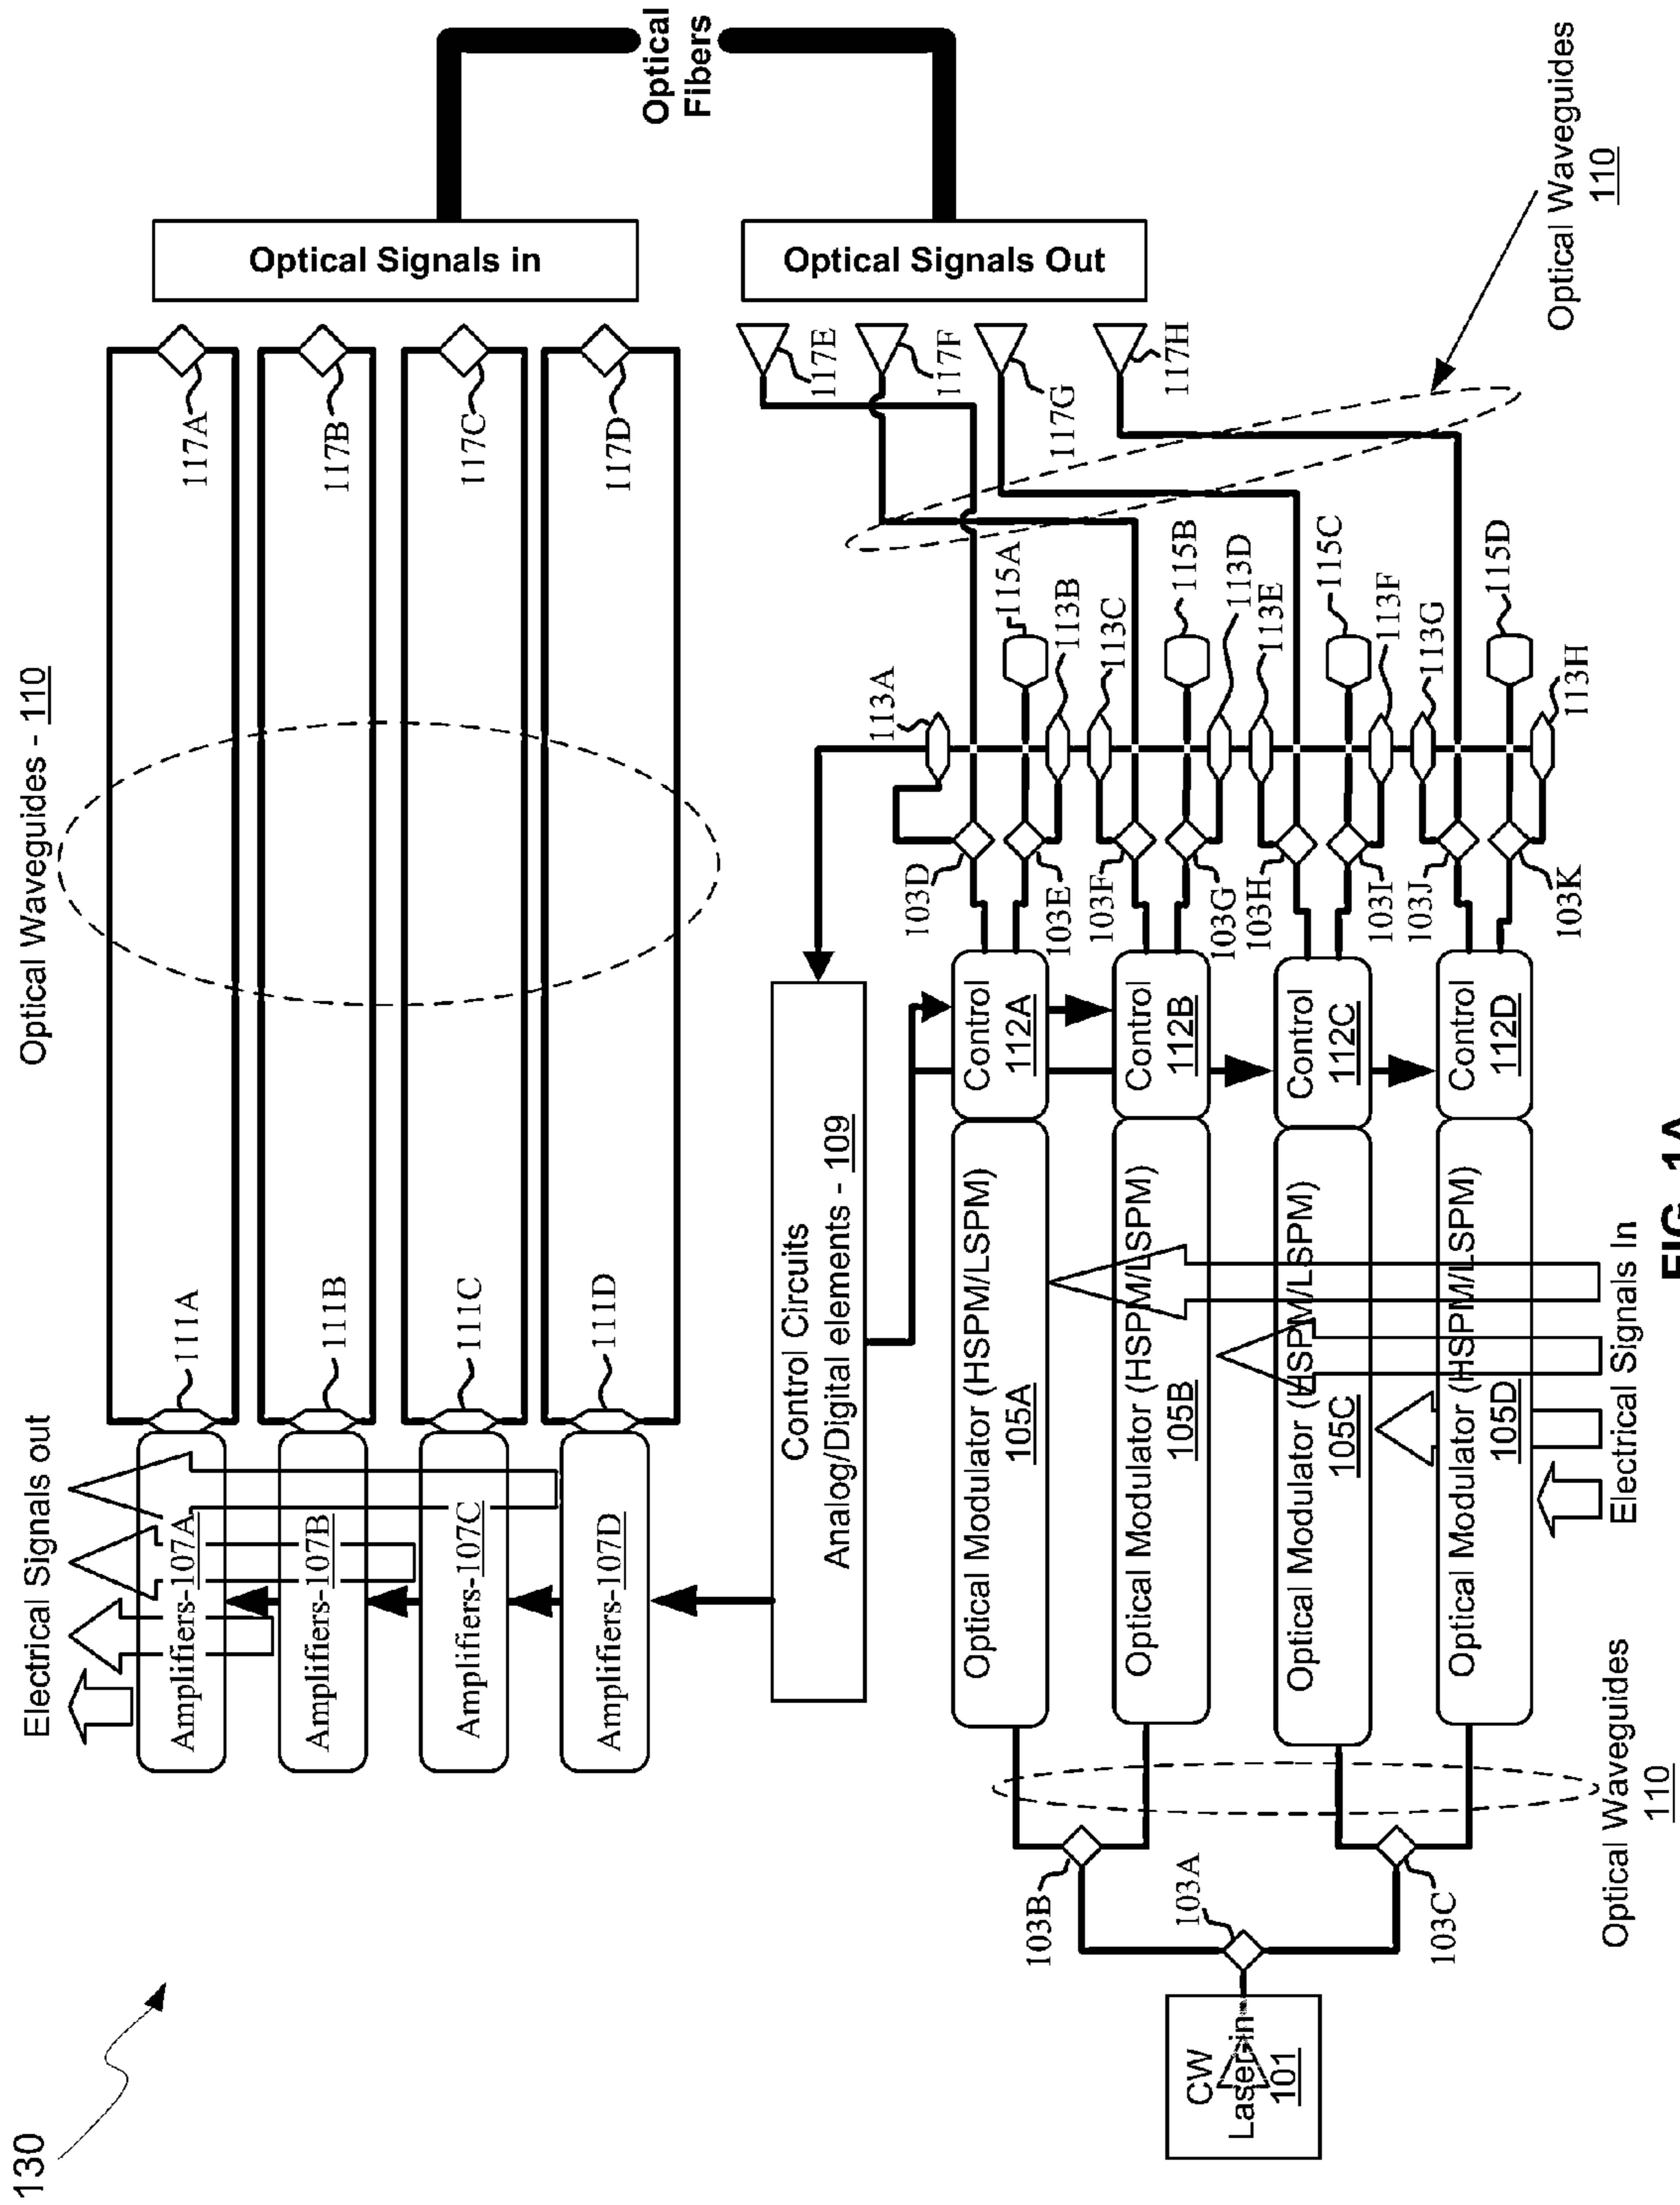 130
Optical Waveguides - 110
Electrical Signals out
Amplifiers-107A
Amplifiers-107B
Amplifiers-107C
Amplifiers-107D
111A
111B
111C
111D
117A
117B
117C
117D
Optical Signals in
Optical
Fibers
Optical Signals Out
117E
117F
117G
117H
Optical Waveguides
110
Control Circuits
Analog/Digital elements - 109
CW
Laser in
101
103A
103B
103C
Optical Waveguides
110
Optical Modulator (HSPM/LSPM)
105A
Optical Modulator (HSPM/LSPM)
105B
Optical Modulator (HSPM/LSPM)
105C
Optical Modulator (HSPM/LSPM)
105D
Electrical Signals In
Control
112A
Control
112B
Control
112C
Control
112D
103D
103E
103F
103G
103H
103I
103J
103K
113A
113B
113C
113D
113E
113F
113G
113H
115A
115B
115C
115D
FIG. 1A